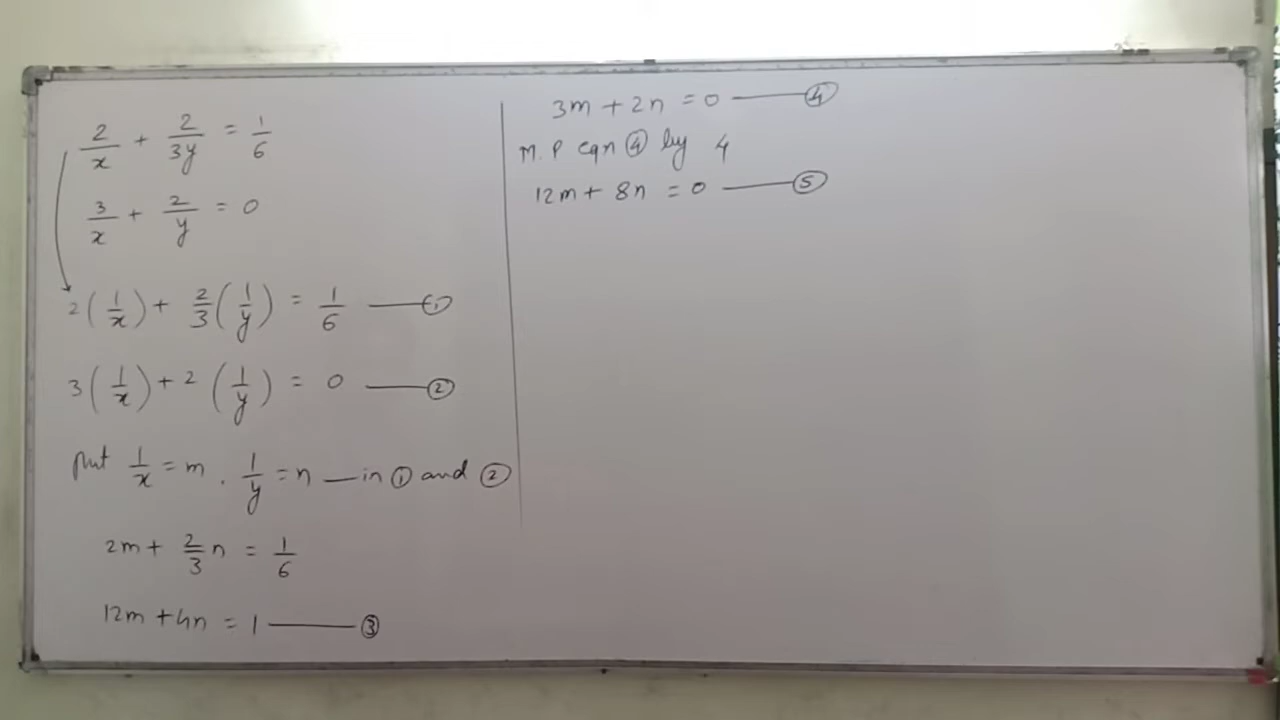 2/x + 2/3y = 1/6
3/x + 2/y = 0
2(1/x) + 2/3(1/y) = 1/6 —— ①
3(1/x) + 2(1/y) = 0 —— ②
put 1/x = m, 1/y = n — in ① and ②
2m + 2/3n = 1/6
12m + 4n = 1 —— ③
3m + 2n = 0 —— ④
M.P eqn ④ by 4
12m + 8n = 0 —— ⑤